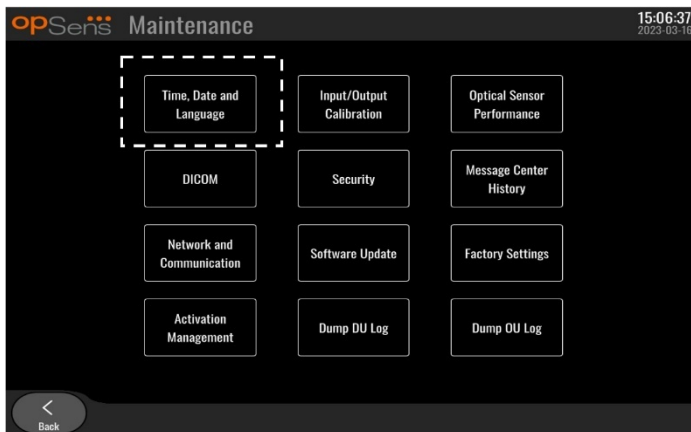 opSens Maintenance
15:06:37
2023-03-16
Time, Date and
Language
Input/Output
Calibration
Optical Sensor
Performance
DICOM
Security
Message Center
History
Network and
Communication
Software Update
Factory Settings
Activation
Management
Dump DU Log
Dump OU Log
Back